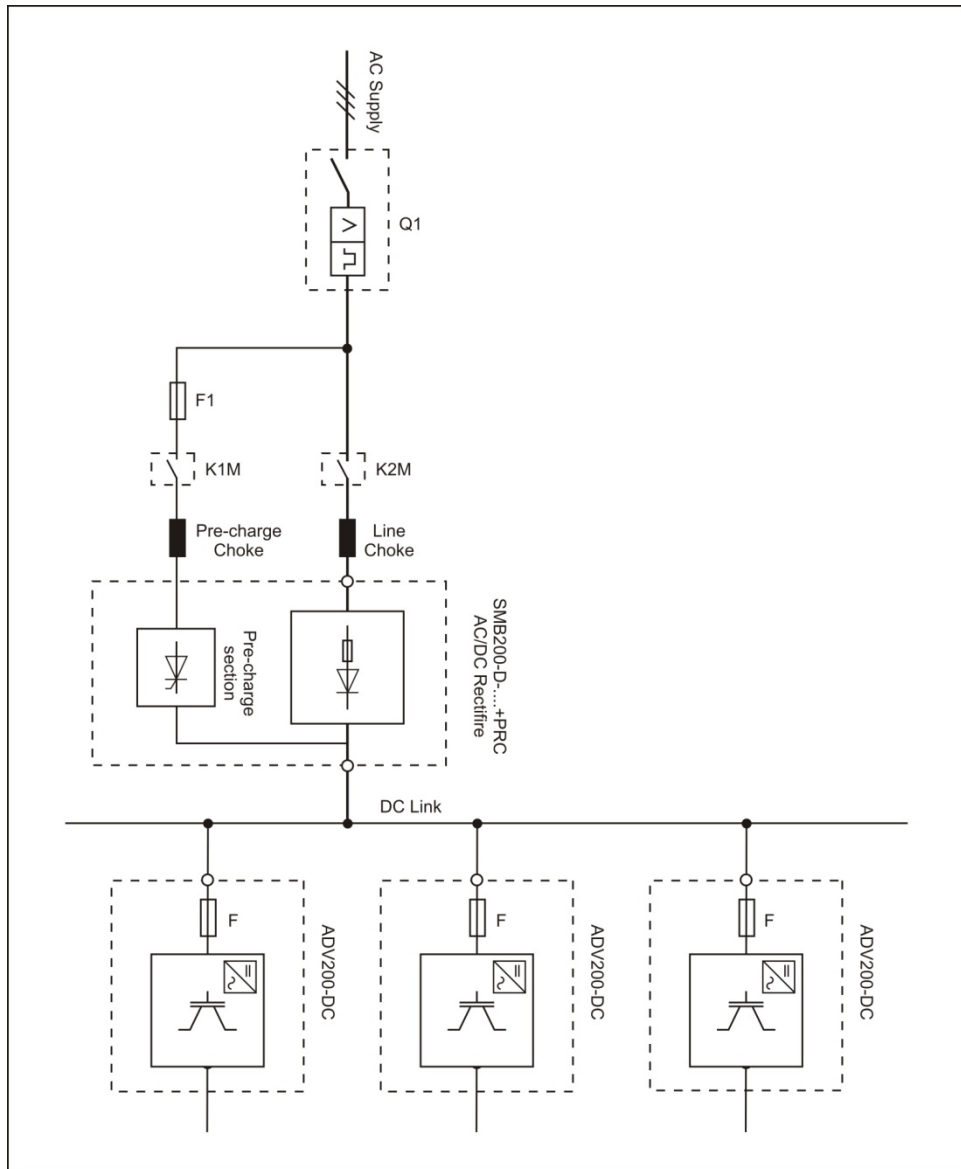 AC Supply
Q1
F1
K1M
K2M
Pre-charge
Choke
Line
Choke
Pre-charge
section
SMB200-D-....+PRC
AC/DC Rectifire
DC Link
F
ADV200-DC
F
ADV200-DC
F
ADV200-DC